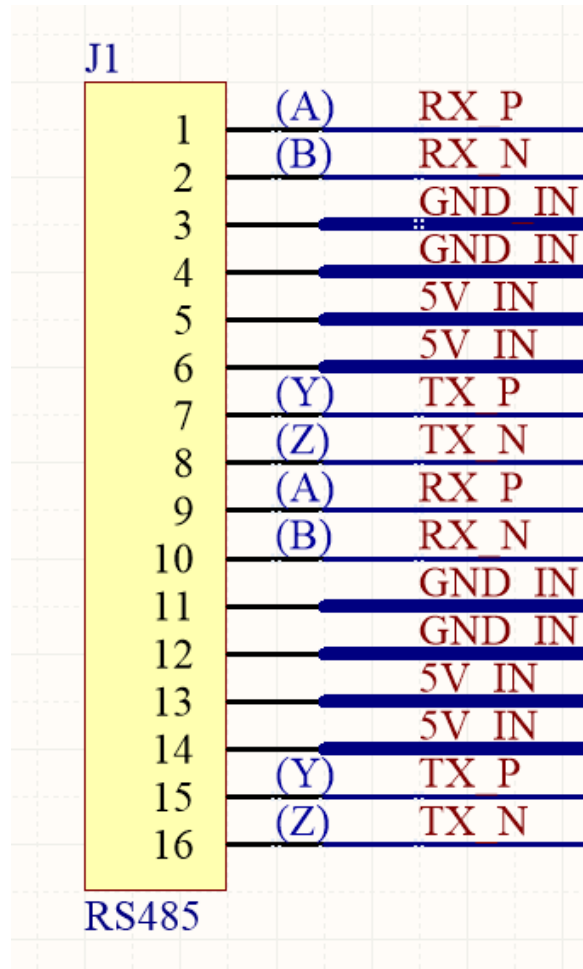 J1
1 (A) RX_P
2 (B) RX_N
3 GND_IN
4 GND_IN
5 5V_IN
6 5V_IN
7 (Y) TX_P
8 (Z) TX_N
9 (A) RX_P
10 (B) RX_N
11 GND_IN
12 GND_IN
13 5V_IN
14 5V_IN
15 (Y) TX_P
16 (Z) TX_N
RS485